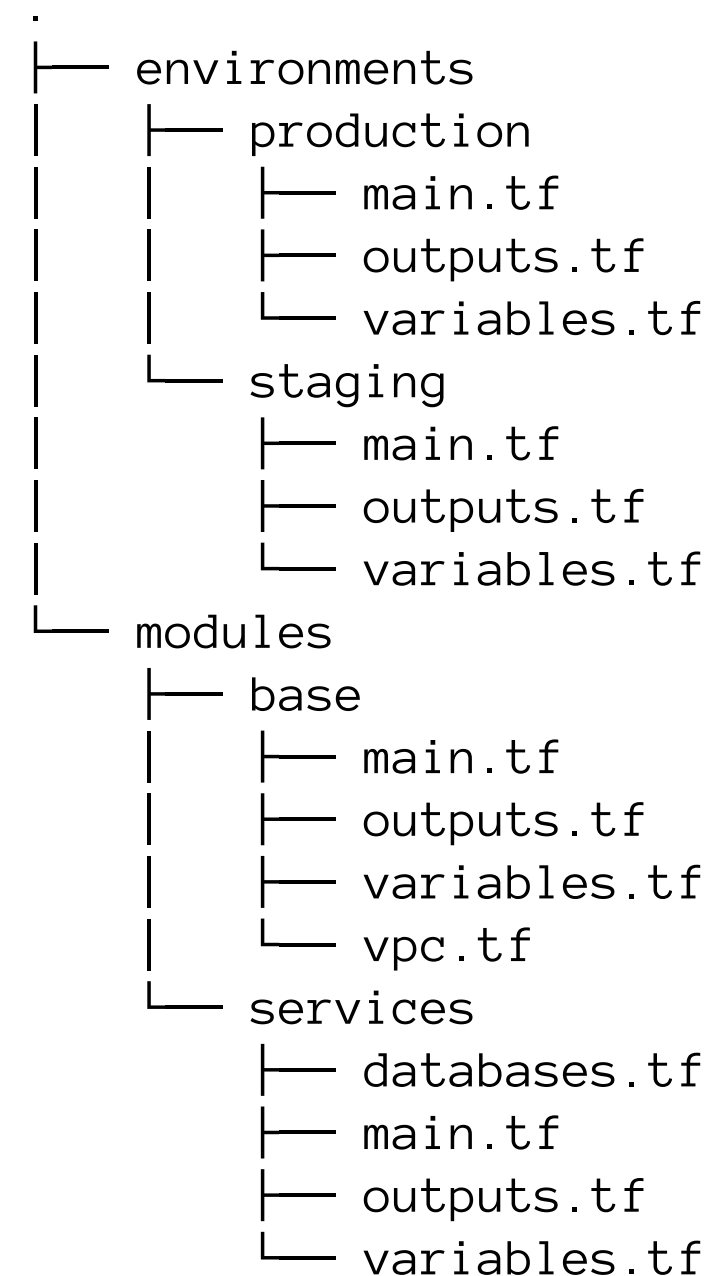 .
├── environments
│   ├── production
│   │   ├── main.tf
│   │   ├── outputs.tf
│   │   └── variables.tf
│   └── staging
│       ├── main.tf
│       ├── outputs.tf
│       └── variables.tf
└── modules
    ├── base
    │   ├── main.tf
    │   ├── outputs.tf
    │   ├── variables.tf
    │   └── vpc.tf
    └── services
        ├── databases.tf
        ├── main.tf
        ├── outputs.tf
        └── variables.tf